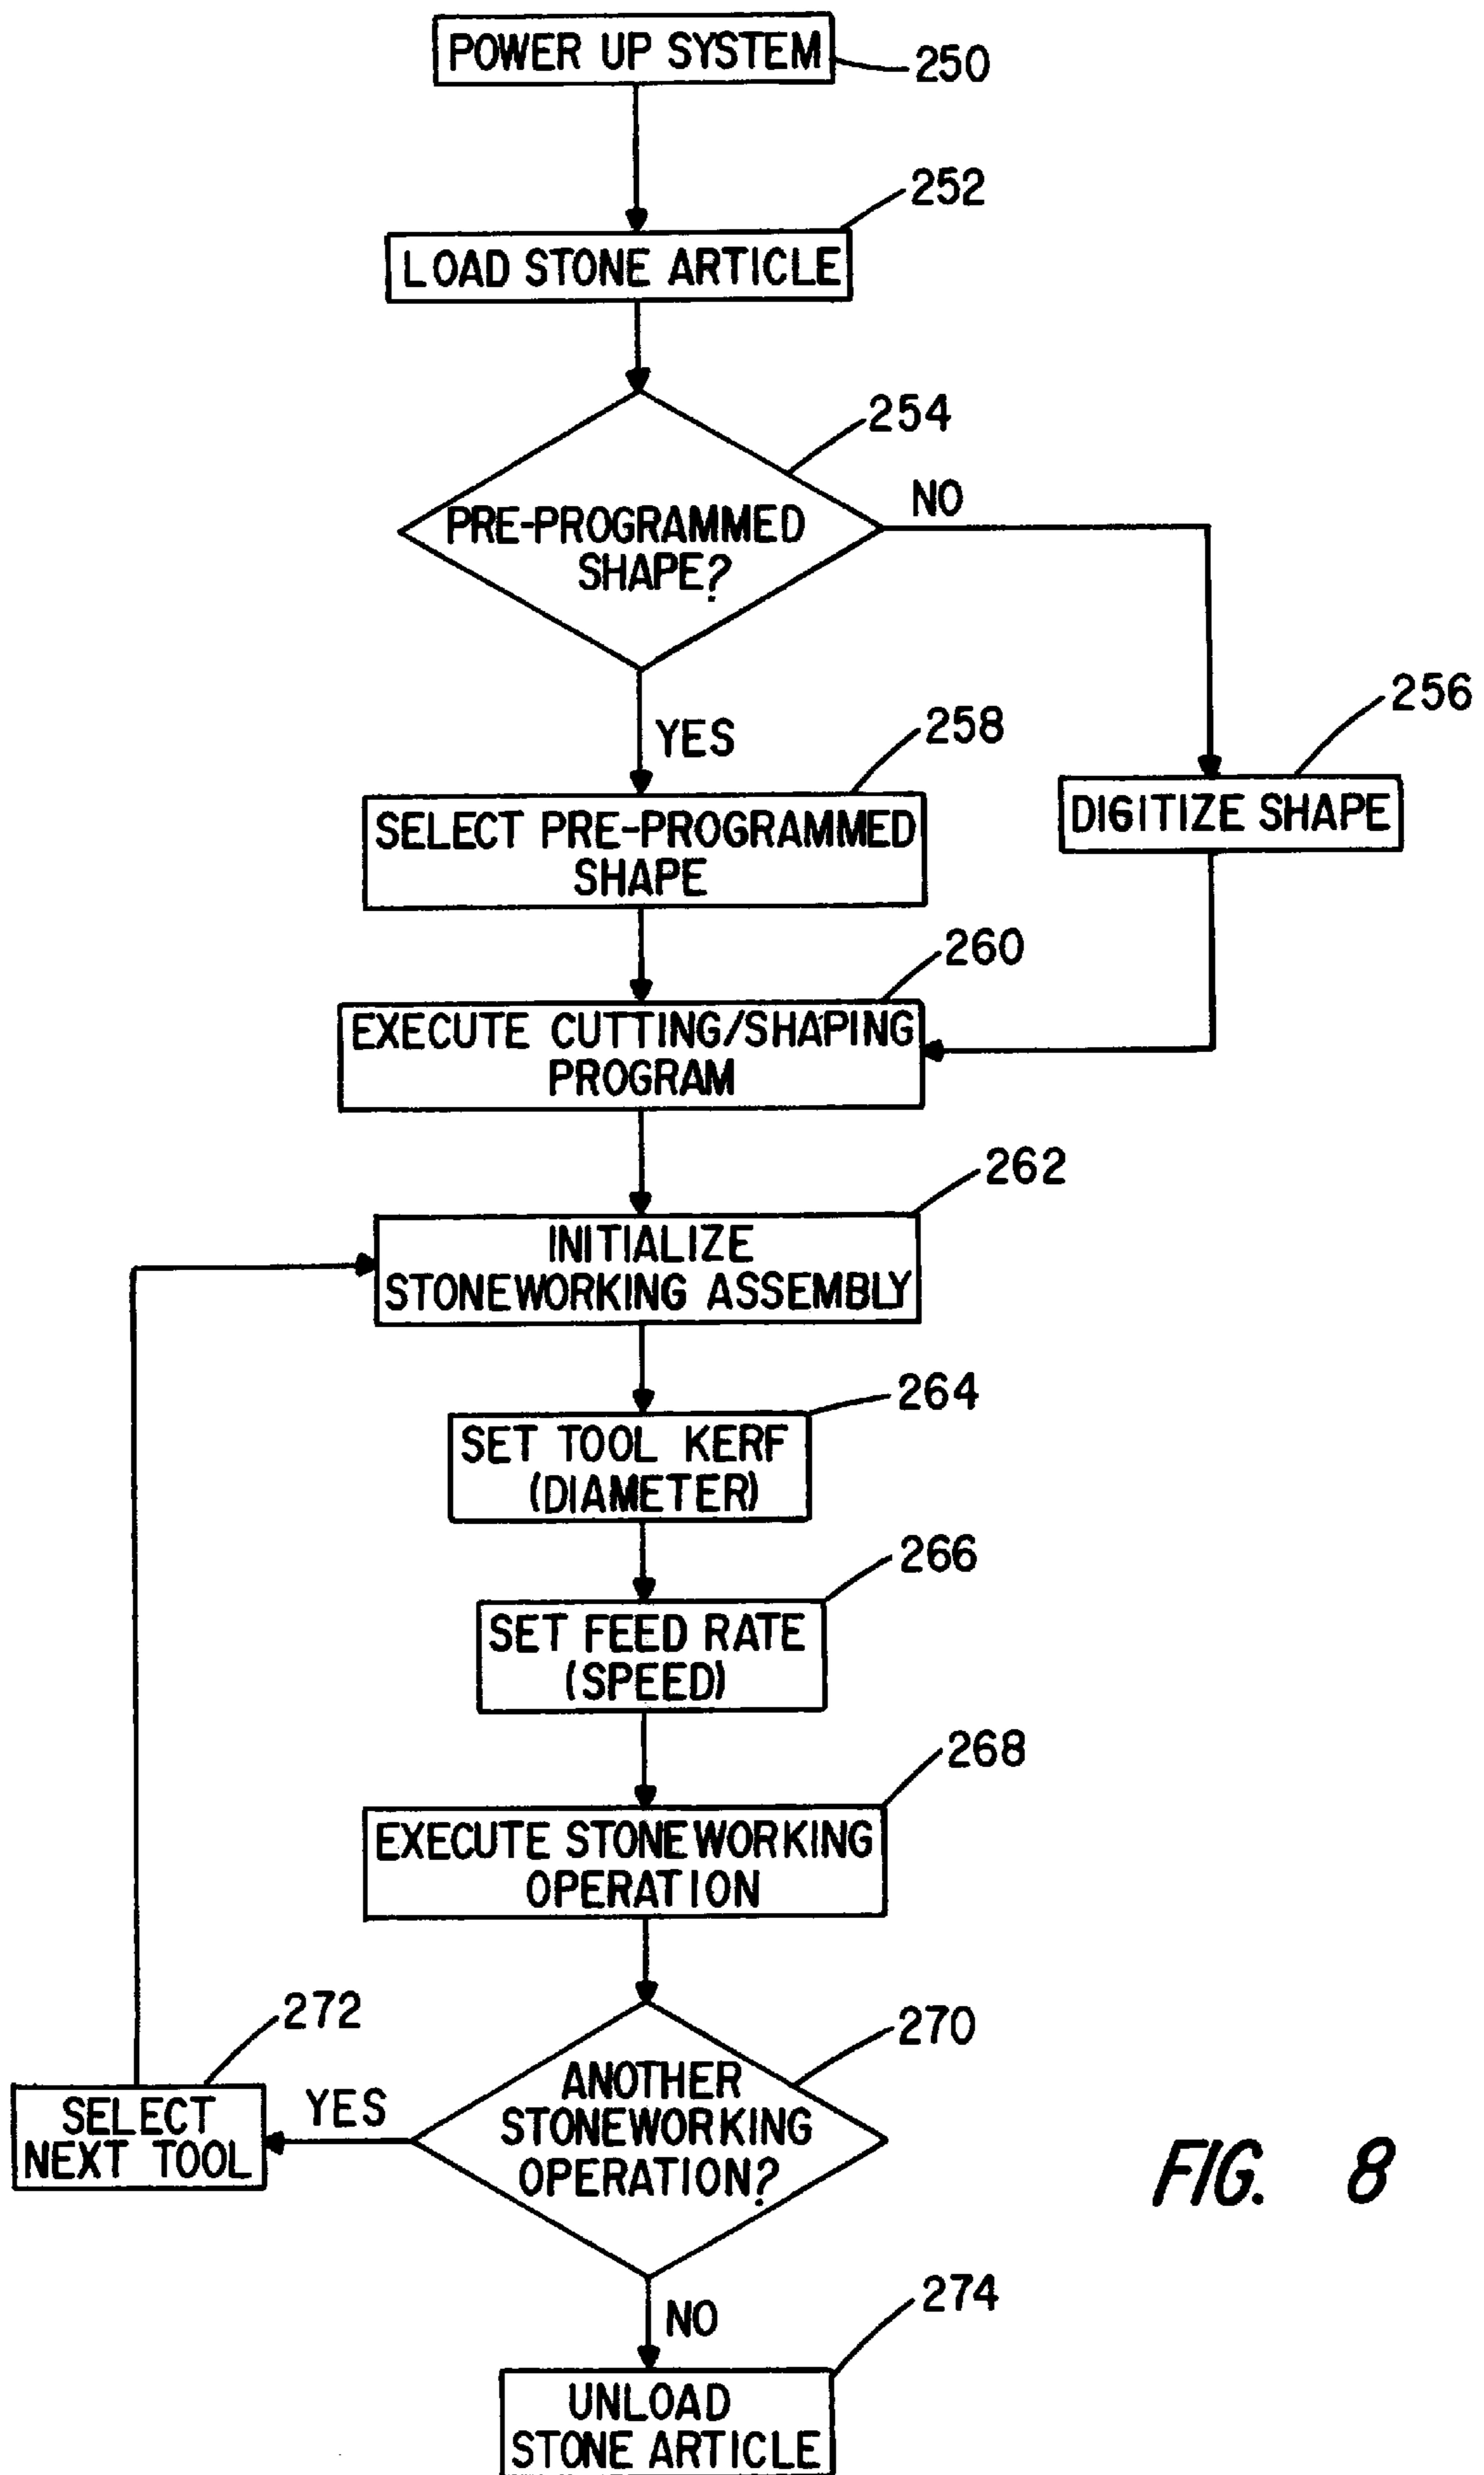 POWER UP SYSTEM
250
252
LOAD STONE ARTICLE
254
NO
PRE-PROGRAMMED
SHAPE?
256
258
YES
DIGITIZE SHAPE
SELECT PRE-PROGRAMMED
SHAPE
260
EXECUTE CUTTING/SHAPING
PROGRAM
262
INITIALIZE
STONEWORKING ASSEMBLY
264
SET TOOL KERF
(DIAMETER)
266
SET FEED RATE
(SPEED)
268
EXECUTE STONEWORKING
OPERATION
272
270
ANOTHER
STONEWORKING
OPERATION?
YES
SELECT
NEXT TOOL
FIG. 8
274
NO
UNLOAD
STONE ARTICLE